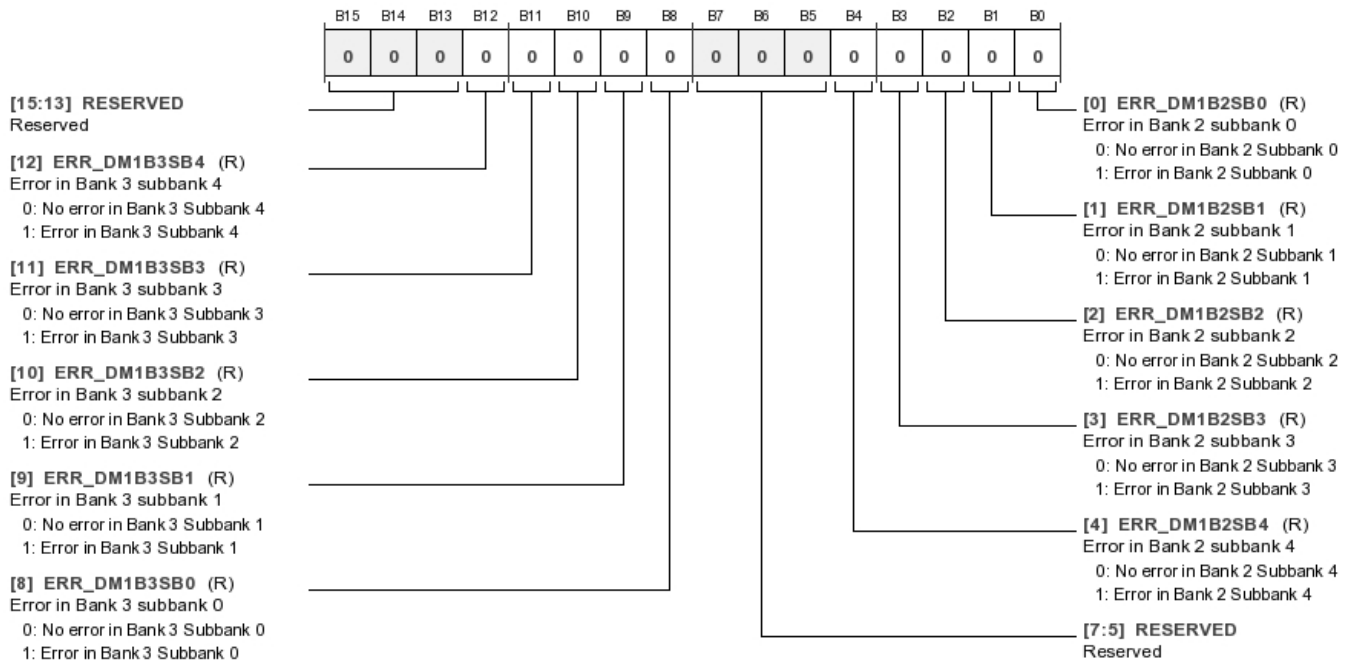 B15 B14 B13 B12 B11 B10 B9 B8 B7 B6 B5 B4 B3 B2 B1 B0
0 0 0 0 0 0 0 0 0 0 0 0 0 0 0 0
[15:13] RESERVED
Reserved
[12] ERR_DM1B3SB4 (R)
Error in Bank 3 subbank 4
0: No error in Bank 3 Subbank 4
1: Error in Bank 3 Subbank 4
[11] ERR_DM1B3SB3 (R)
Error in Bank 3 subbank 3
0: No error in Bank 3 Subbank 3
1: Error in Bank 3 Subbank 3
[10] ERR_DM1B3SB2 (R)
Error in Bank 3 subbank 2
0: No error in Bank 3 Subbank 2
1: Error in Bank 3 Subbank 2
[9] ERR_DM1B3SB1 (R)
Error in Bank 3 subbank 1
0: No error in Bank 3 Subbank 1
1: Error in Bank 3 Subbank 1
[8] ERR_DM1B3SB0 (R)
Error in Bank 3 subbank 0
0: No error in Bank 3 Subbank 0
1: Error in Bank 3 Subbank 0
[0] ERR_DM1B2SB0 (R)
Error in Bank 2 subbank 0
0: No error in Bank 2 Subbank 0
1: Error in Bank 2 Subbank 0
[1] ERR_DM1B2SB1 (R)
Error in Bank 2 subbank 1
0: No error in Bank 2 Subbank 1
1: Error in Bank 2 Subbank 1
[2] ERR_DM1B2SB2 (R)
Error in Bank 2 subbank 2
0: No error in Bank 2 Subbank 2
1: Error in Bank 2 Subbank 2
[3] ERR_DM1B2SB3 (R)
Error in Bank 2 subbank 3
0: No error in Bank 2 Subbank 3
1: Error in Bank 2 Subbank 3
[4] ERR_DM1B2SB4 (R)
Error in Bank 2 subbank 4
0: No error in Bank 2 Subbank 4
1: Error in Bank 2 Subbank 4
[7:5] RESERVED
Reserved